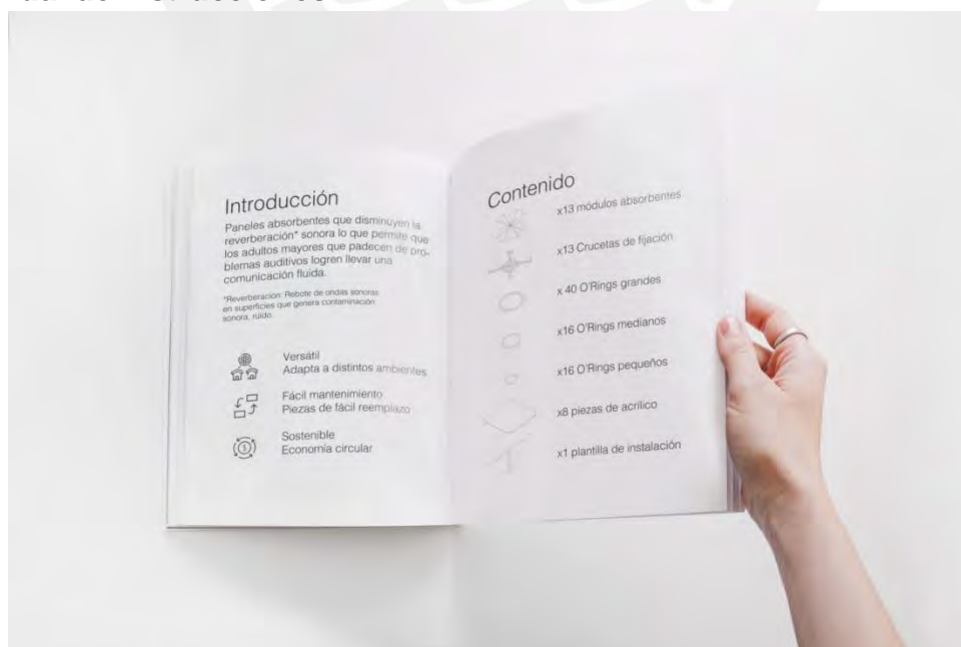 Introducción
Paneles absorbentes que disminuyen la
reverberación* sonora lo que permite que
los adultos mayores que padecen de pro-
blemas auditivos logren llevar una
comunicación fluida.
*Reverberación: Rebote de ondas sonoras
en superficies que genera contaminación
sonora, ruido.
Versátil
Adapta a distintos ambientes
Fácil mantenimiento
Piezas de fácil reemplazo
Sostenible
Economía circular
Contenido
x13 módulos absorbentes
x13 Crucetas de fijación
x 40 O'Rings grandes
x16 O'Rings medianos
x16 O'Rings pequeños
x8 piezas de acrílico
x1 plantilla de instalación